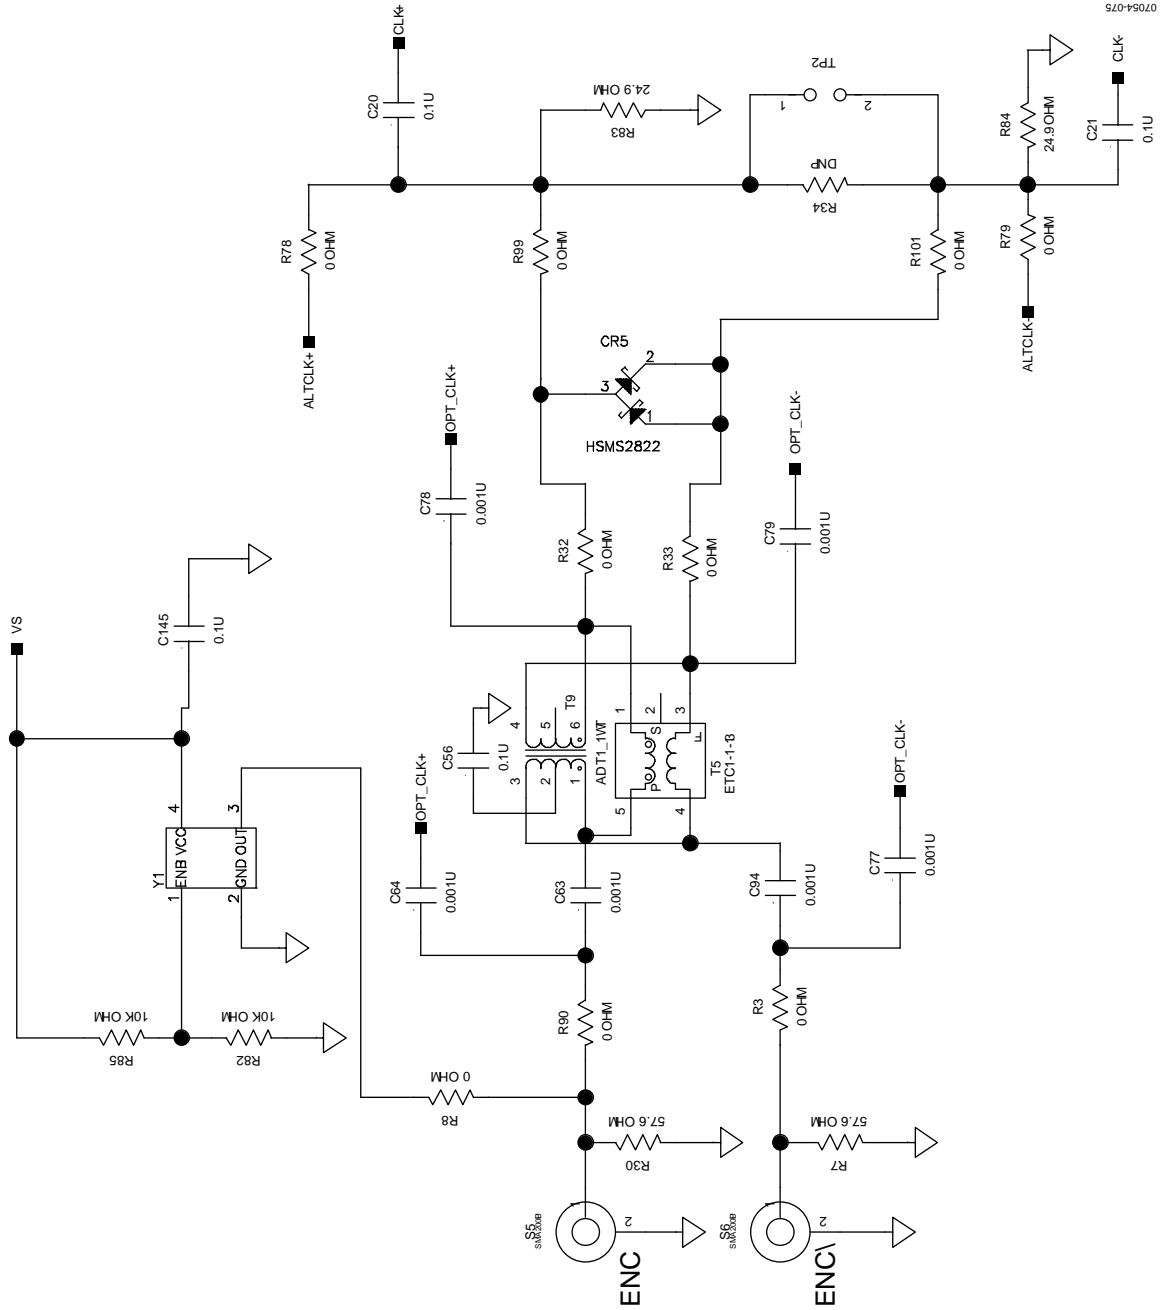 07054-075
CLK+
C20
0.1U
R83
24.9 OHM
TP2
1
2
R84
24.9 OHM
CLK-
C21
0.1U
R78
0 OHM
ALTCLK+
R99
0 OHM
R34
DNP
R101
0 OHM
R79
0 OHM
ALTCLK-
CR5
2
3
1
HSMS2822
OPT_CLK+
C78
0.001U
R32
0 OHM
R33
0 OHM
OPT_CLK-
C79
0.001U
VS
C145
0.1U
C56
0.1U
T9
ADT1_1WT
4
5
6
3
2
1
1
2
3
5
4
S
P
F
T5
ETC1-1-13
Y1
ENB VCC
GND OUT
4
3
1
2
OPT_CLK+
C64
0.001U
C63
0.001U
C94
0.001U
OPT_CLK-
C77
0.001U
R85
10K OHM
R82
10K OHM
R90
0 OHM
R3
0 OHM
R8
0 OHM
R30
57.6 OHM
R7
57.6 OHM
S5
SMA200B
1
2
ENC
S6
SMA200B
1
2
ENC\